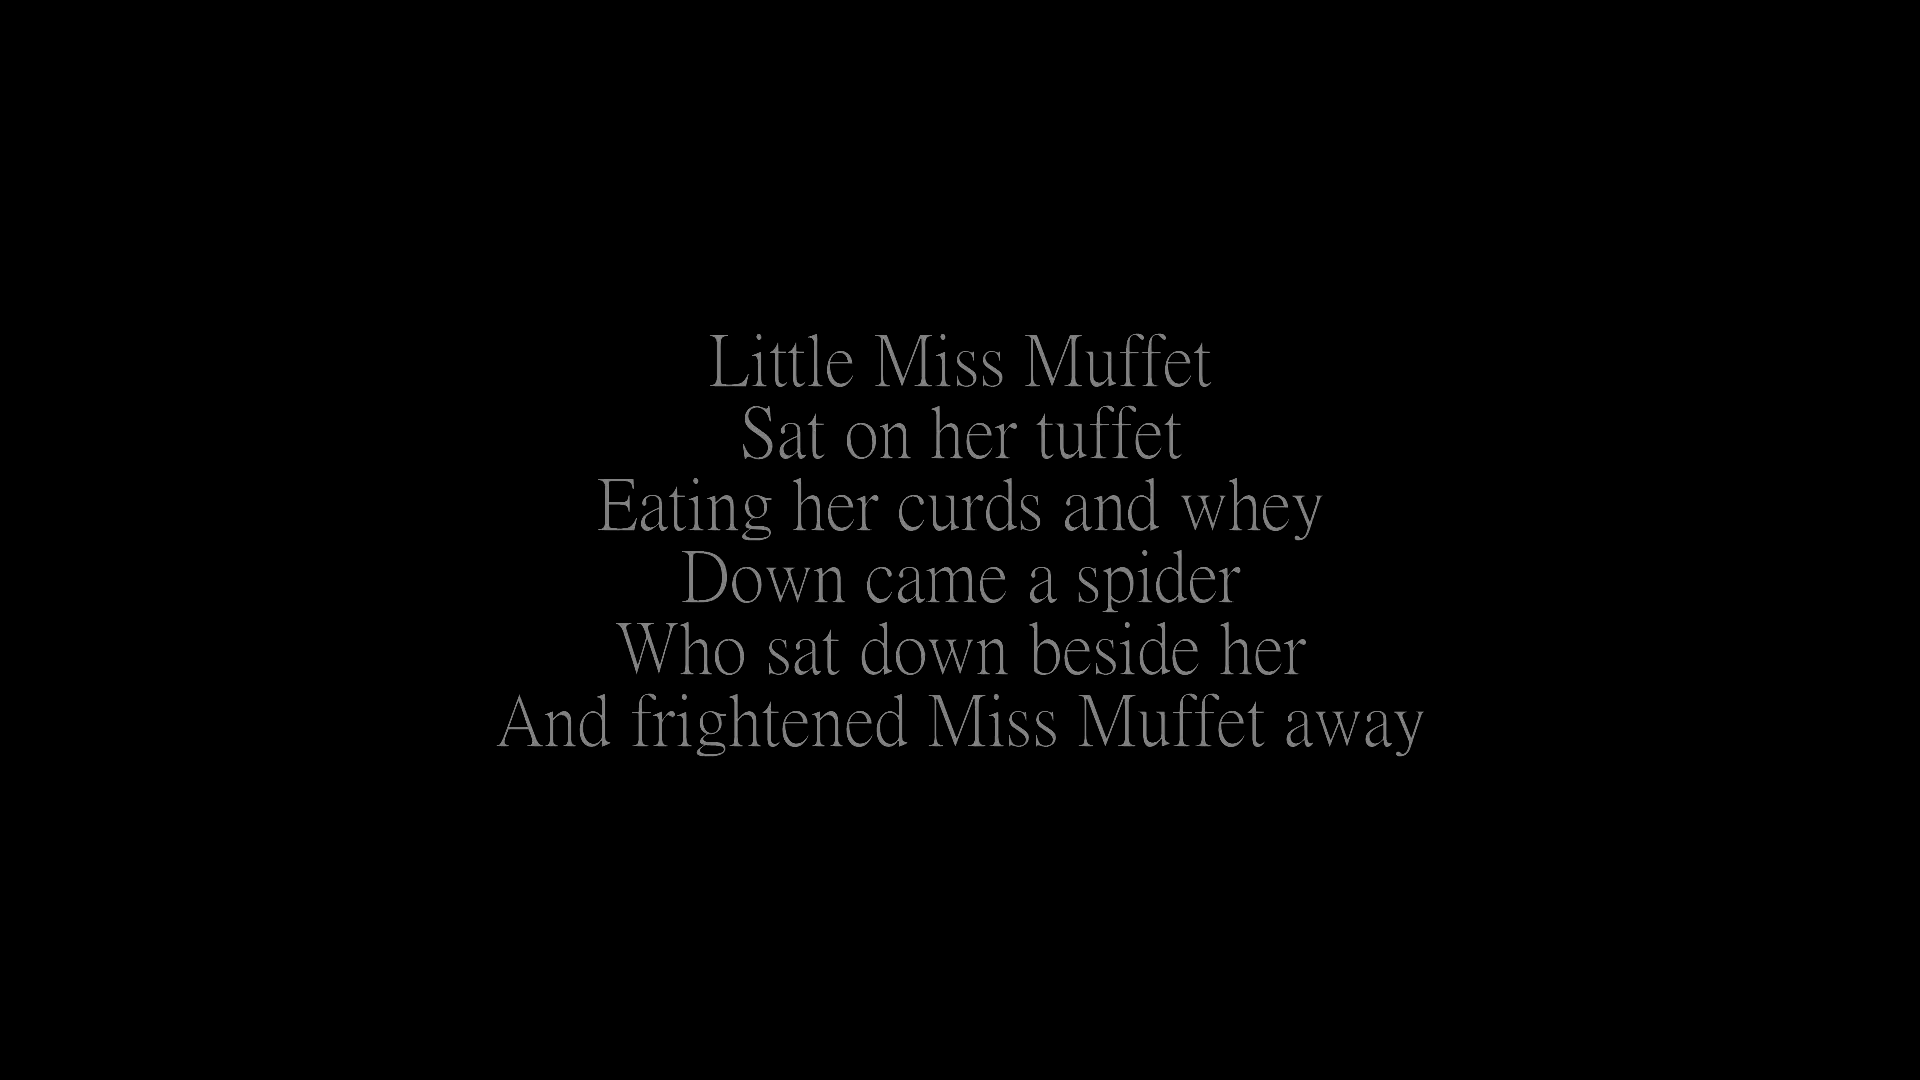 Little Miss Muffet
Sat on her tuffet
Eating her curds and whey
Down came a spider
Who sat down beside her
And frightened Miss Muffet away